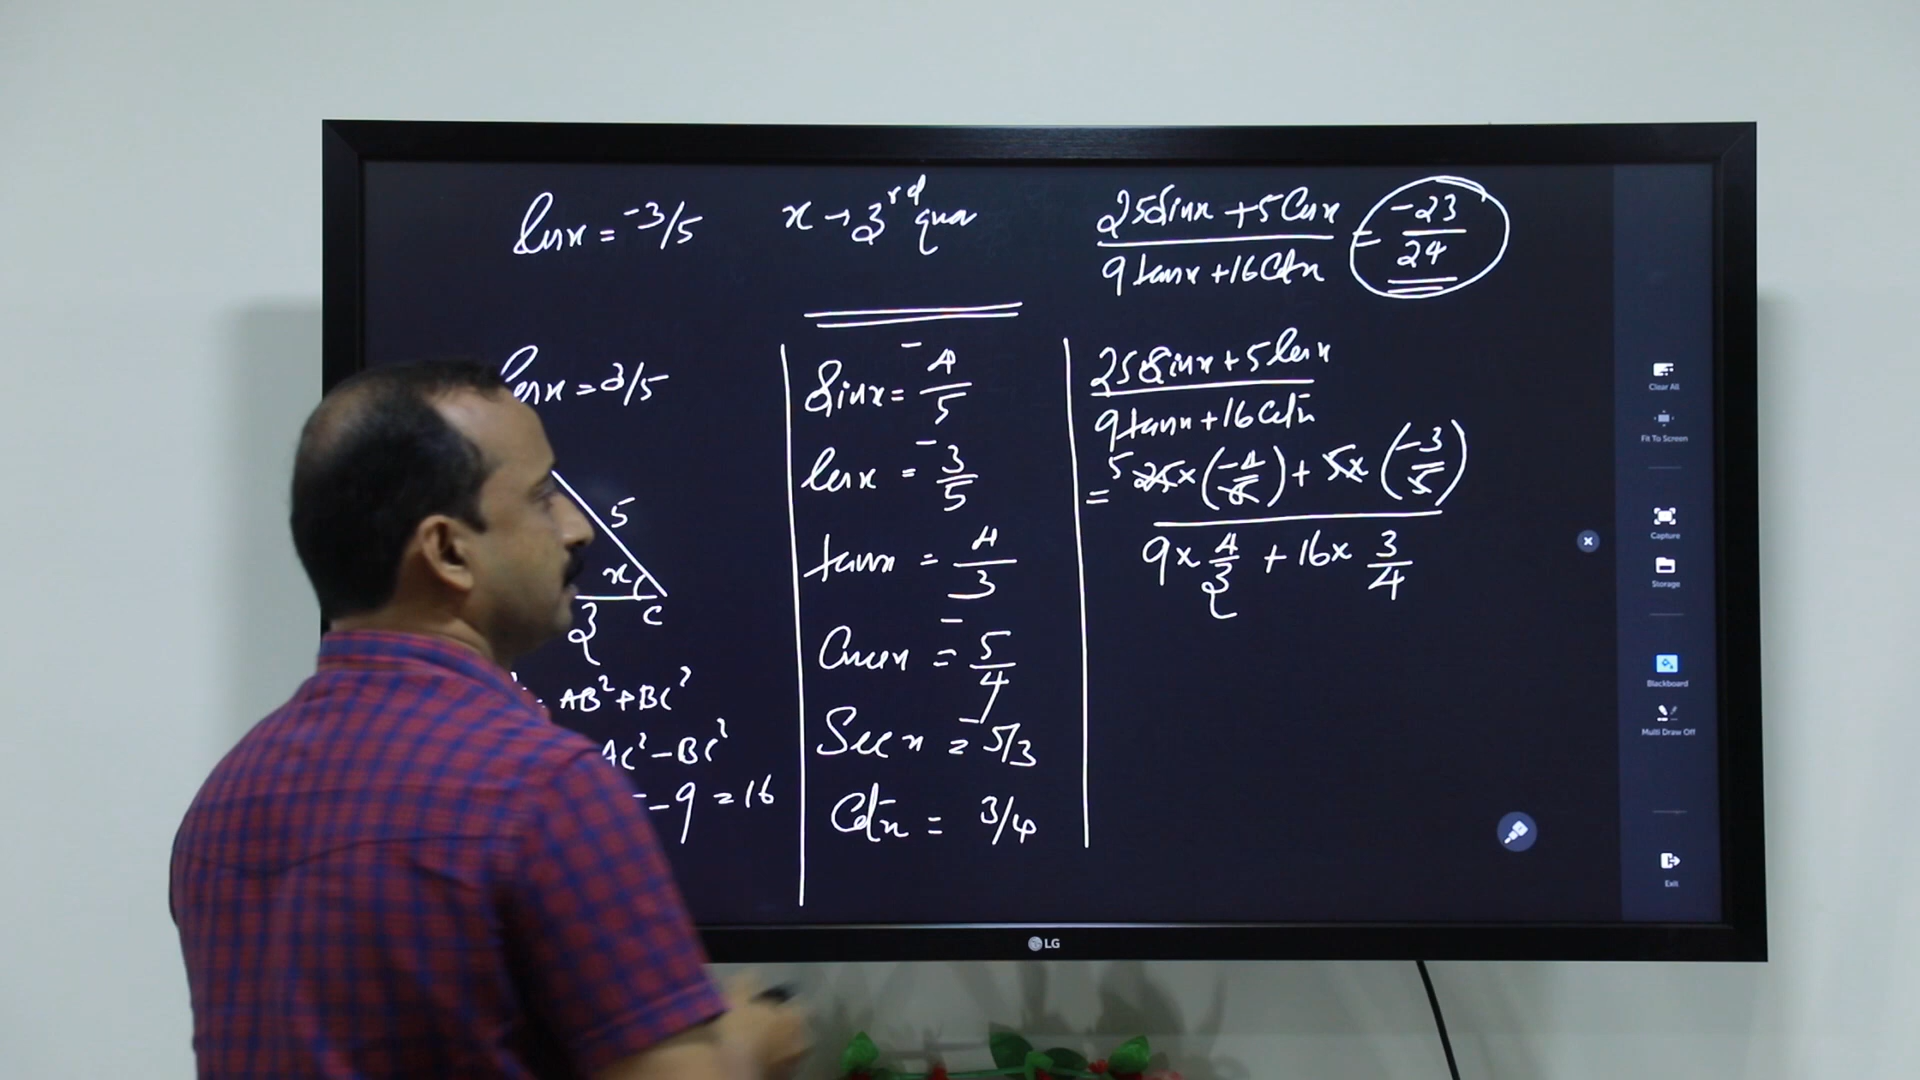 cos x = -3/5
x → 3rd qua
25 sin x + 5 cos x / 9 tan x + 16 cot x = -23/24
cos x = 3/5
5
x
3
C
AB² + BC²
AC² - BC²
- 9 = 16
sin x = -4/5
cos x = -3/5
tan x = 4/3
cosec x = -5/4
sec x = -5/3
cot x = 3/4
25 sin x + 5 cos x / 9 tan x + 16 cot x
= 5 25 x (-4/5) + 5 x (-3/5) / 9 x 4/3 + 16 x 3/4
Clear All
Fit To Screen
Capture
Storage
Blackboard
Multi Draw Off
Exit
LG